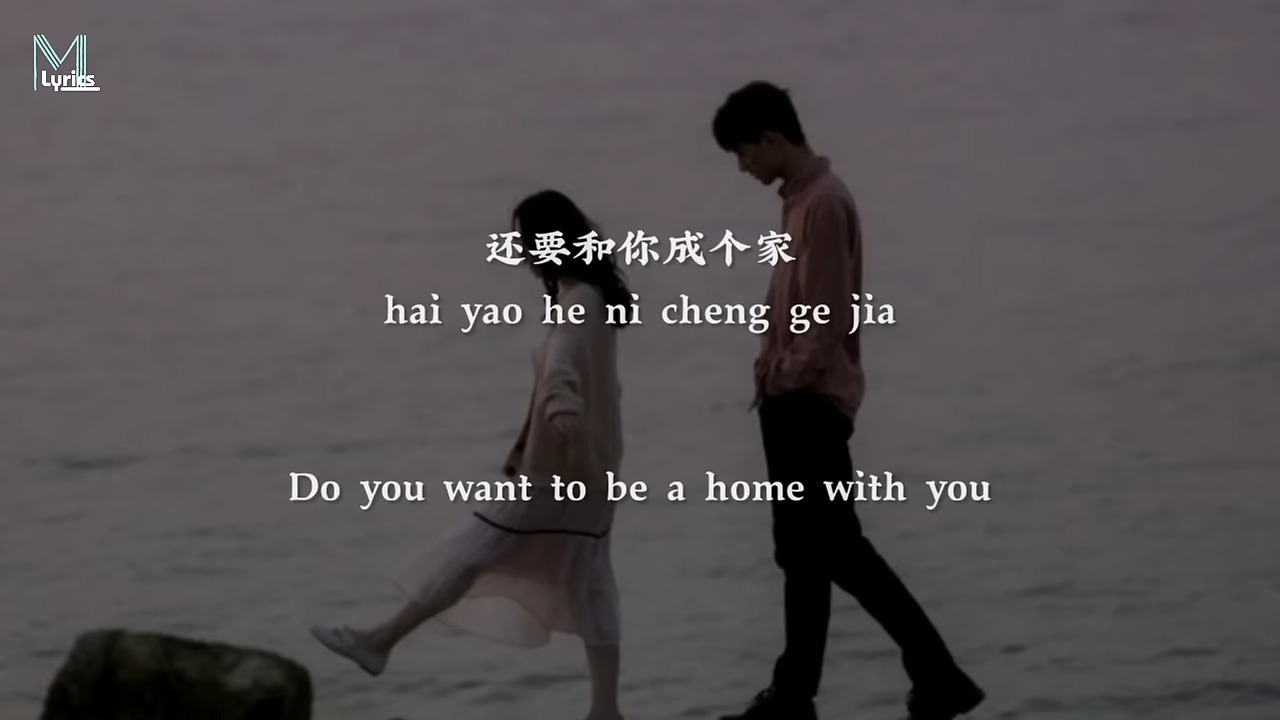 M
Lyrics
还要和你成个家
hai yao he ni cheng ge jia
Do you want to be a home with you